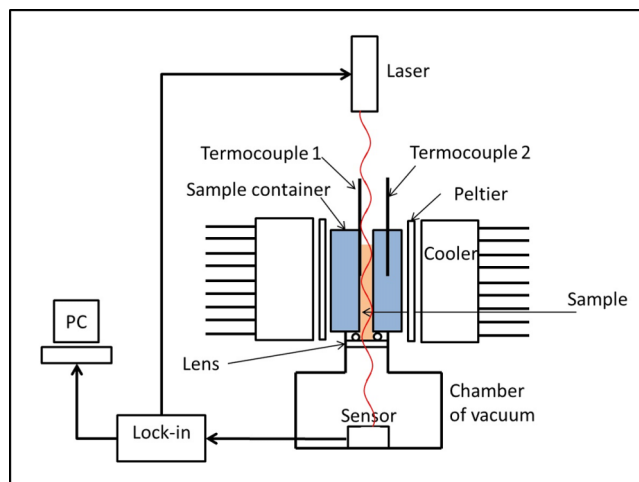 Laser
Termocouple 1
Termocouple 2
Sample container
Peltier
Cooler
Sample
PC
Lens
Chamber
of vacuum
Sensor
Lock-in